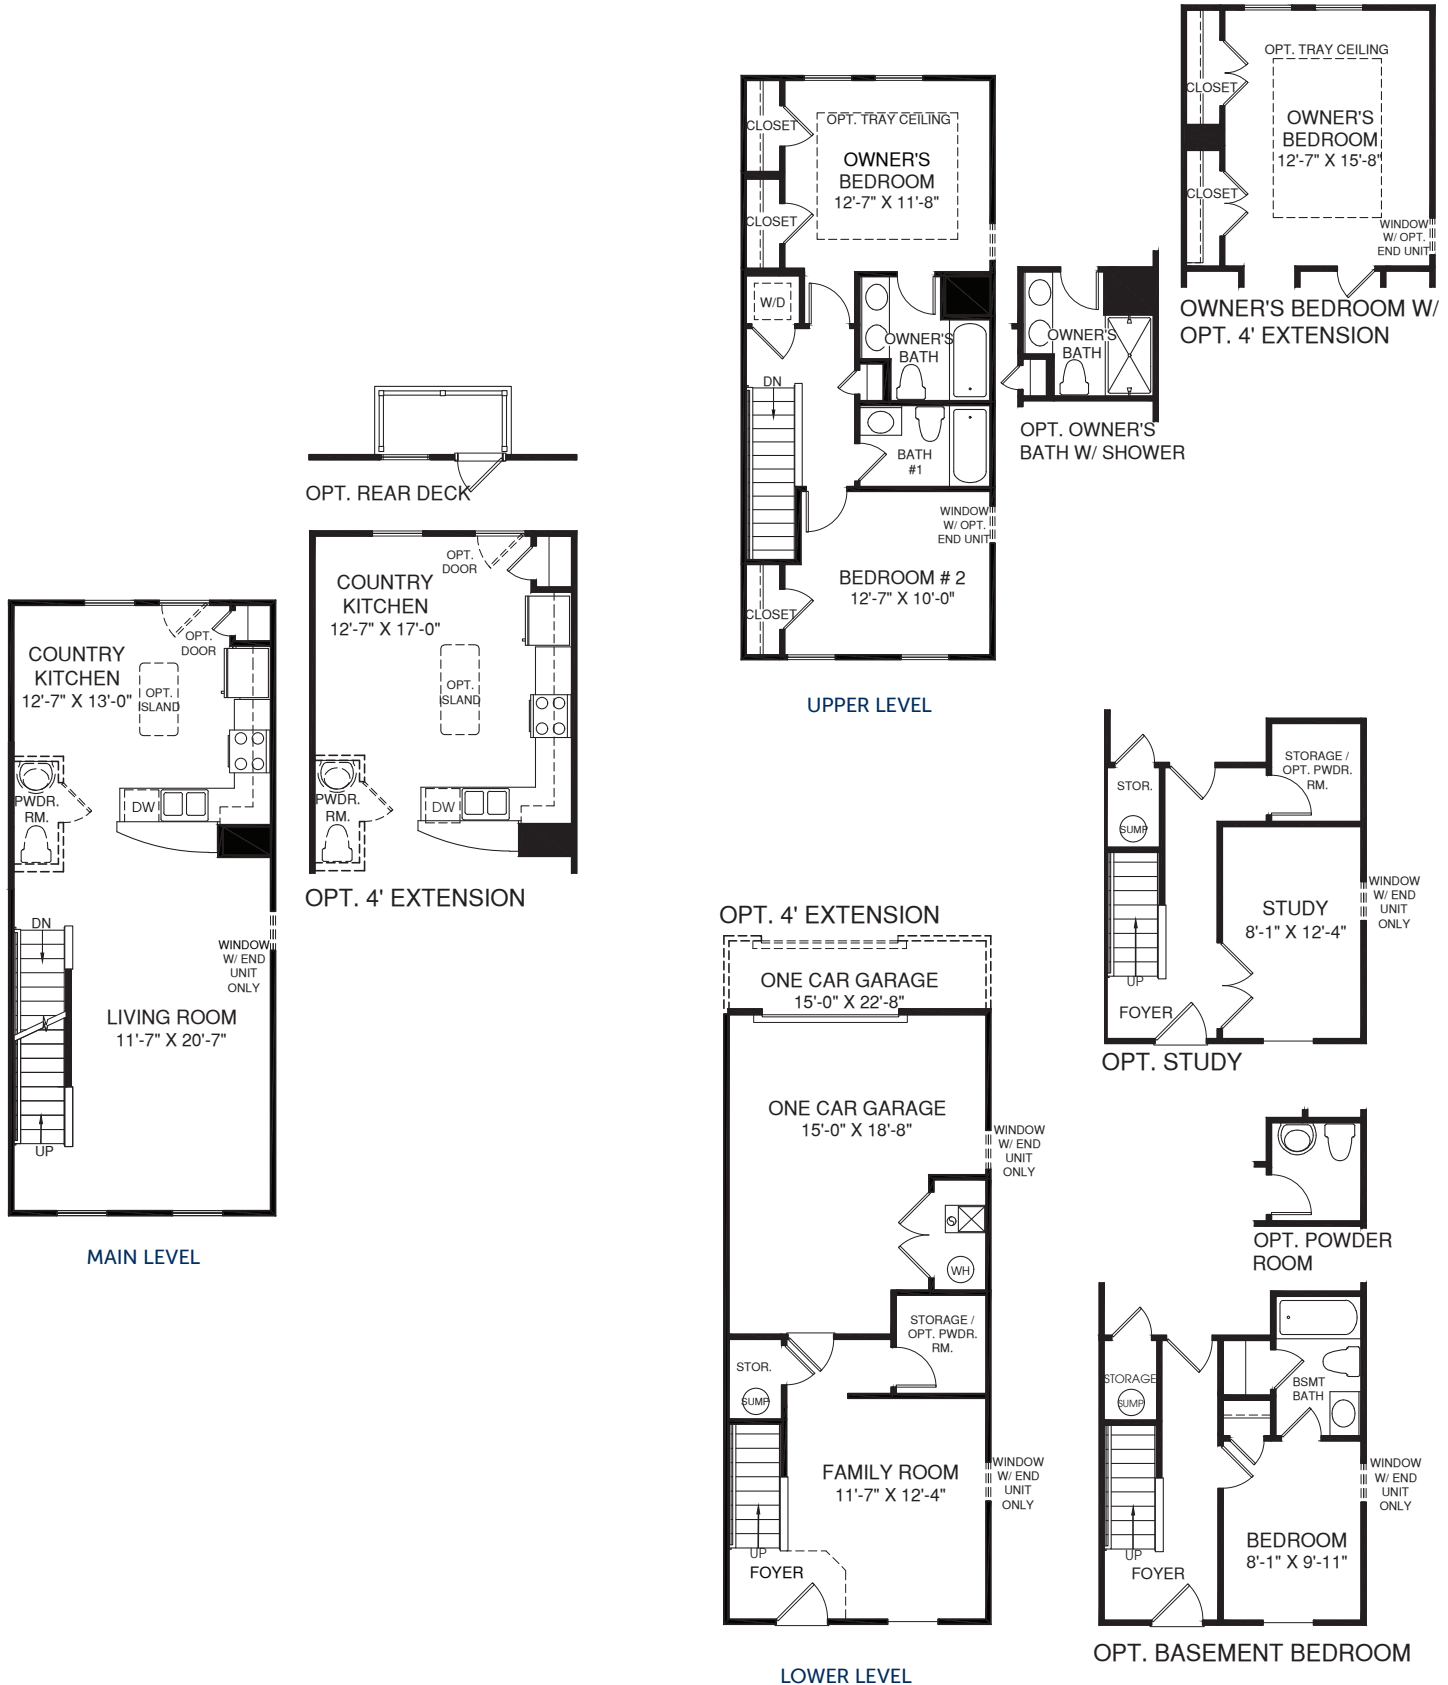 OPT. REAR DECK
OPT.
DOOR
COUNTRY
KITCHEN
12'-7" X 17'-0"
OPT.
ISLAND
PWDR.
RM.
DW
OPT. 4' EXTENSION
OPT.
DOOR
COUNTRY
KITCHEN
12'-7" X 13'-0"
OPT.
ISLAND
PWDR.
RM.
DW
DN
WINDOW
W/ END
UNIT
ONLY
LIVING ROOM
11'-7" X 20'-7"
UP
MAIN LEVEL
CLOSET
OPT. TRAY CEILING
OWNER'S
BEDROOM
12'-7" X 11'-8"
CLOSET
W/D
OWNER'S
BATH
DN
BATH
#1
WINDOW
W/ OPT.
END UNIT
BEDROOM # 2
12'-7" X 10'-0"
CLOSET
UPPER LEVEL
OWNER'S
BATH
OPT. OWNER'S
BATH W/ SHOWER
OPT. TRAY CEILING
CLOSET
OWNER'S
BEDROOM
12'-7" X 15'-8"
CLOSET
WINDOW
W/ OPT.
END UNIT
OWNER'S BEDROOM W/
OPT. 4' EXTENSION
OPT. 4' EXTENSION
ONE CAR GARAGE
15'-0" X 22'-8"
ONE CAR GARAGE
15'-0" X 18'-8"
WINDOW
W/ END
UNIT
ONLY
WH
STORAGE /
OPT. PWDR.
RM.
STOR.
SUMP
FAMILY ROOM
11'-7" X 12'-4"
WINDOW
W/ END
UNIT
ONLY
UP
FOYER
LOWER LEVEL
STORAGE /
OPT. PWDR.
RM.
STOR.
SUMP
WINDOW
W/ END
UNIT
ONLY
STUDY
8'-1" X 12'-4"
UP
FOYER
OPT. STUDY
OPT. POWDER
ROOM
STORAGE
SUMP
BSMT
BATH
WINDOW
W/ END
UNIT
ONLY
BEDROOM
8'-1" X 9'-11"
UP
FOYER
OPT. BASEMENT BEDROOM